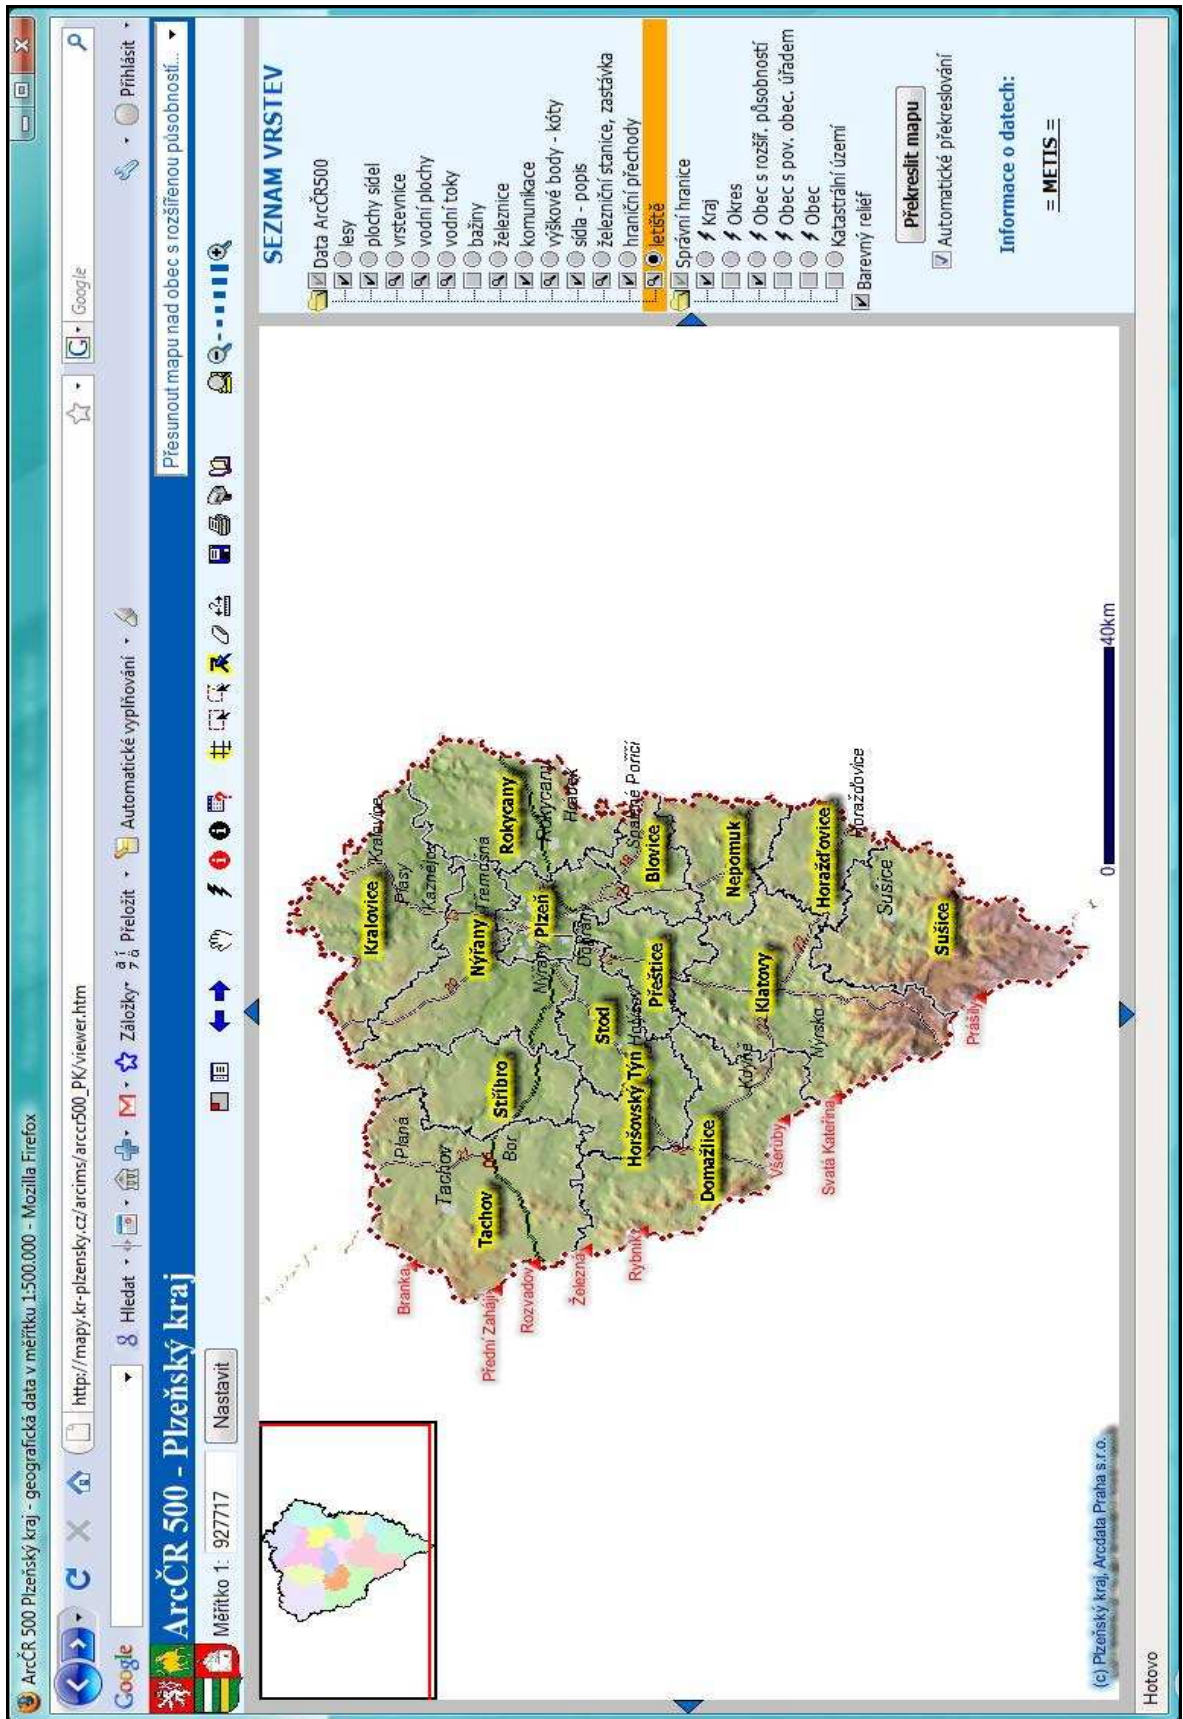 ArcČR 500 Plzeňský kraj - geografická data v měřítku 1:500.000 - Mozilla Firefox
http://mapy.kr-plzensky.cz/arcims/arccr500_PK/viewer.htm
Google
Google
Hledat
Záložky
Přeložit
Automatické vyplňování
Přihlásit
ArcČR 500 - Plzeňský kraj
Přesunout mapu nad obec s rozšířenou působností...
Měřítko 1: 927717
Nastavit
SEZNAM VRSTEV
Data ArcČR500
lesy
plochy sídel
vrstevnice
vodní plochy
vodní toky
bažiny
železnice
komunikace
výškové body - kóty
sídla - popis
železniční stanice, zastávka
hraniční přechody
letiště
Správní hranice
Kraj
Okres
Obec s rozšíř. působností
Obec s pov. obec. úřadem
Obec
Katastrální území
Barevný reliéf
Překreslit mapu
Automatické překreslování
Informace o datech:
= METIS =
Kralovice
Kralovice
Plasy
Kaznějov
Branka
Planá
Tachov
Tachov
Přední Zahájí
Bor
Stříbro
Nýřany
Třemošná
Rokycany
Rokycany
Hrádek
Rozvadov
Nýřany
Plzeň
Dobřany
Železná
Stod
Rybník
Horšovský Týn
Holýšov
Přeštice
Blovice
Spálené Poříčí
Domažlice
Kdyně
Klatovy
Nepomuk
Všeruby
Nýrsko
Svatá Kateřina
Horažďovice
Horažďovice
Sušice
Sušice
Prášily
0
40km
(c) Plzeňský kraj, Arcdata Praha s.r.o.
Hotovo